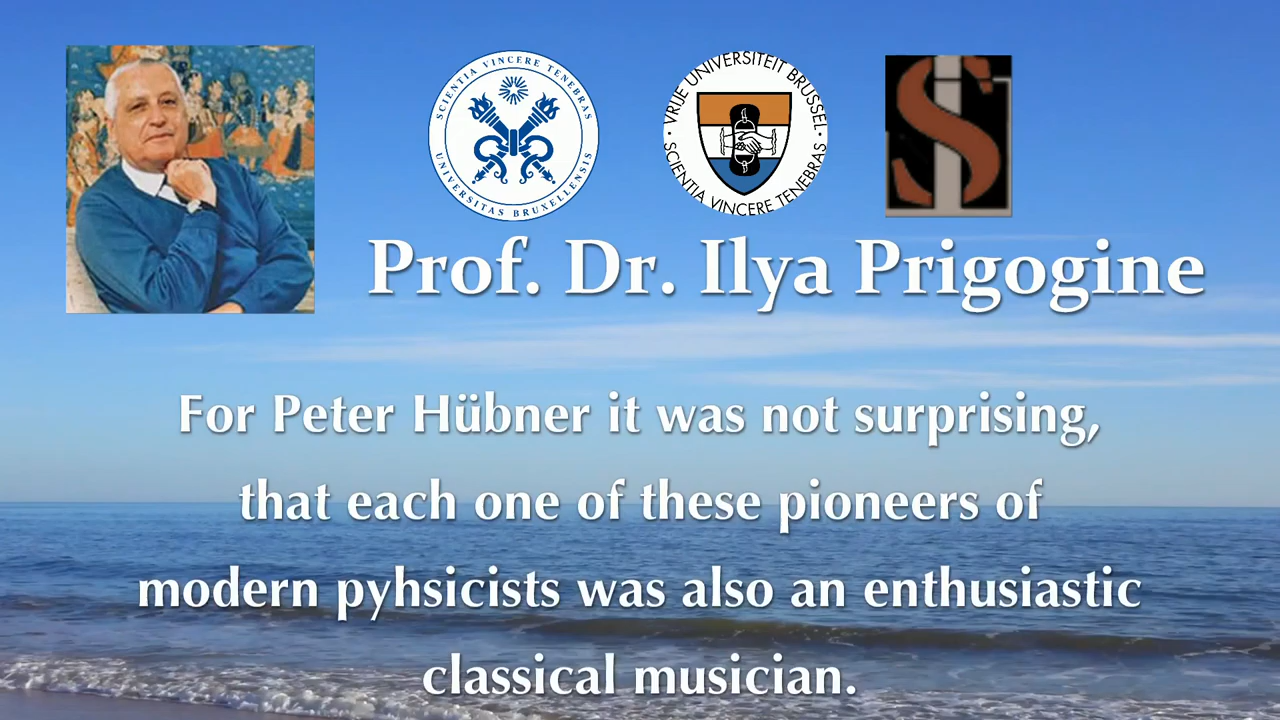 SCIENTIA VINCERE TENEBRAS
UNIVERSITAS BRUXELLENSIS
VRIJE UNIVERSITEIT BRUSSEL
SCIENTIA VINCERE TENEBRAS
Prof. Dr. Ilya Prigogine
For Peter Hübner it was not surprising,
that each one of these pioneers of
modern pyhsicists was also an enthusiastic
classical musician.